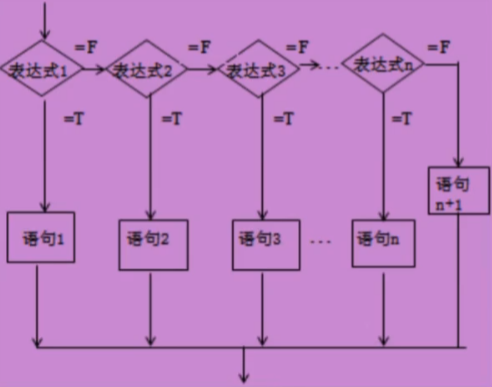 =F
=F
=F
=F
表达式1
表达式2
表达式3
...
表达式n
=T
=T
=T
=T
语句
n+1
语句1
语句2
语句3
...
语句n